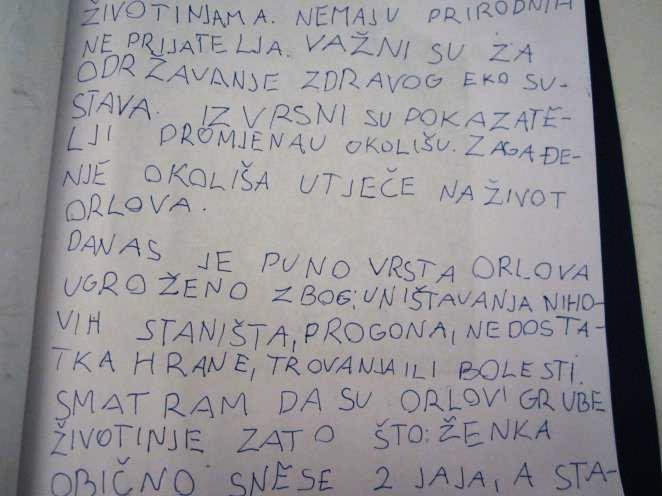 ŽIVOTINJAMA. NEMAJU PRIRODNIH
NE PRIJATELJA. VAŽNI SU ZA
ODRŽAVANJE ZDRAVOG EKO SU-
STAVA. IZVRSNI SU POKAZATE-
LJI PROMJENA U OKOLIŠU. ZAGAĐE-
NJE OKOLIŠA UTJEČE NA ŽIVOT
ORLOVA.
DANAS JE PUNO VRSTA ORLOVA
UGROŽENO ZBOG: UNIŠTAVANJA NIHO-
VIH STANIŠTA, PROGONA, NEDOSTA-
TKA HRANE, TROVANJA ILI BOLESTI.
SMATRAM DA SU ORLOVI GRUBE
ŽIVOTINJE ZATO ŠTO: ŽENKA
OBIČNO SNESE 2 JAJA, A STA-